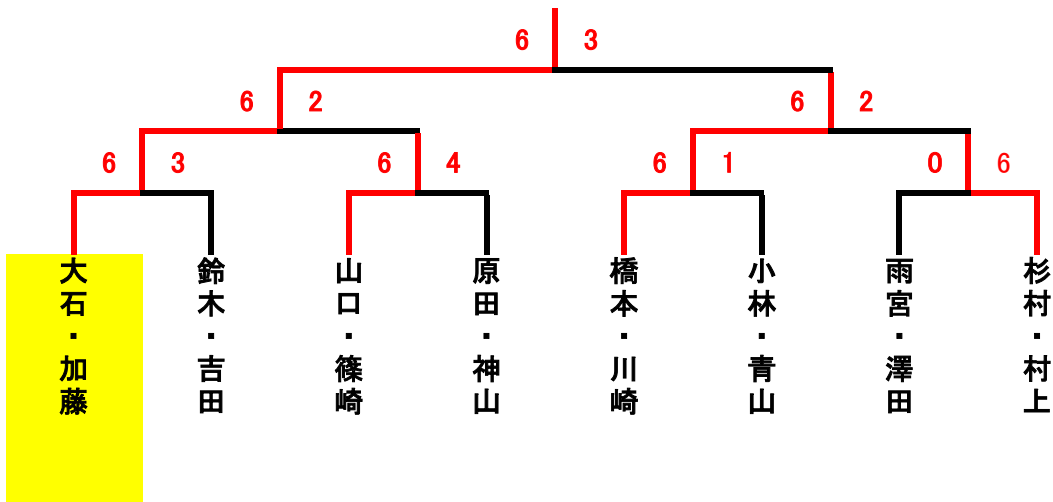 6 3
6 2
6 2
6 3
6 4
6 1
0 6
大石・加藤
鈴木・吉田
山口・篠崎
原田・神山
橋本・川崎
小林・青山
雨宮・澤田
杉村・村上